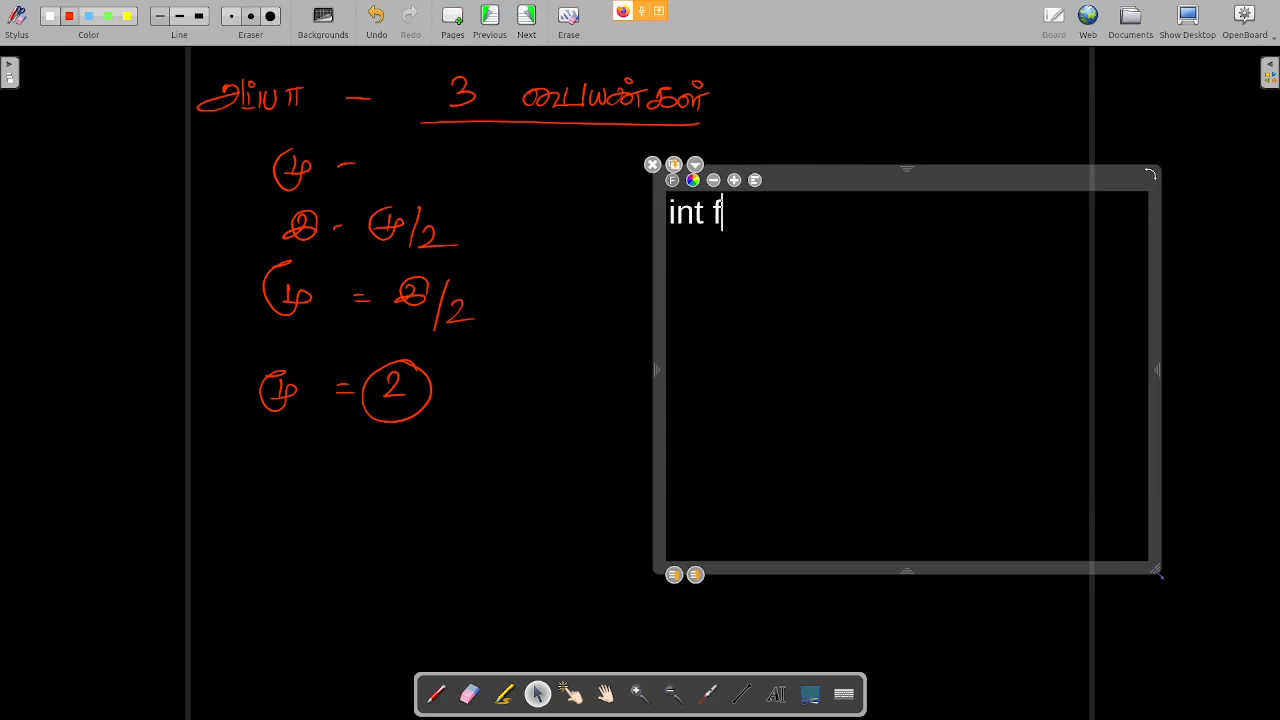 Stylus Color Line Eraser Backgrounds Undo Redo Pages Previous Next Erase Board Web Documents Show Desktop OpenBoard
அப்பா - 3 பையன்கள்
மு -
இ - மு/2
மு = இ/2
மு = 2
int f